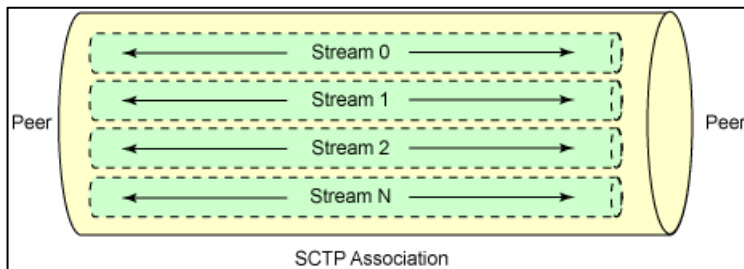 Stream 0
Stream 1
Peer
Peer
Stream 2
Stream N
SCTP Association